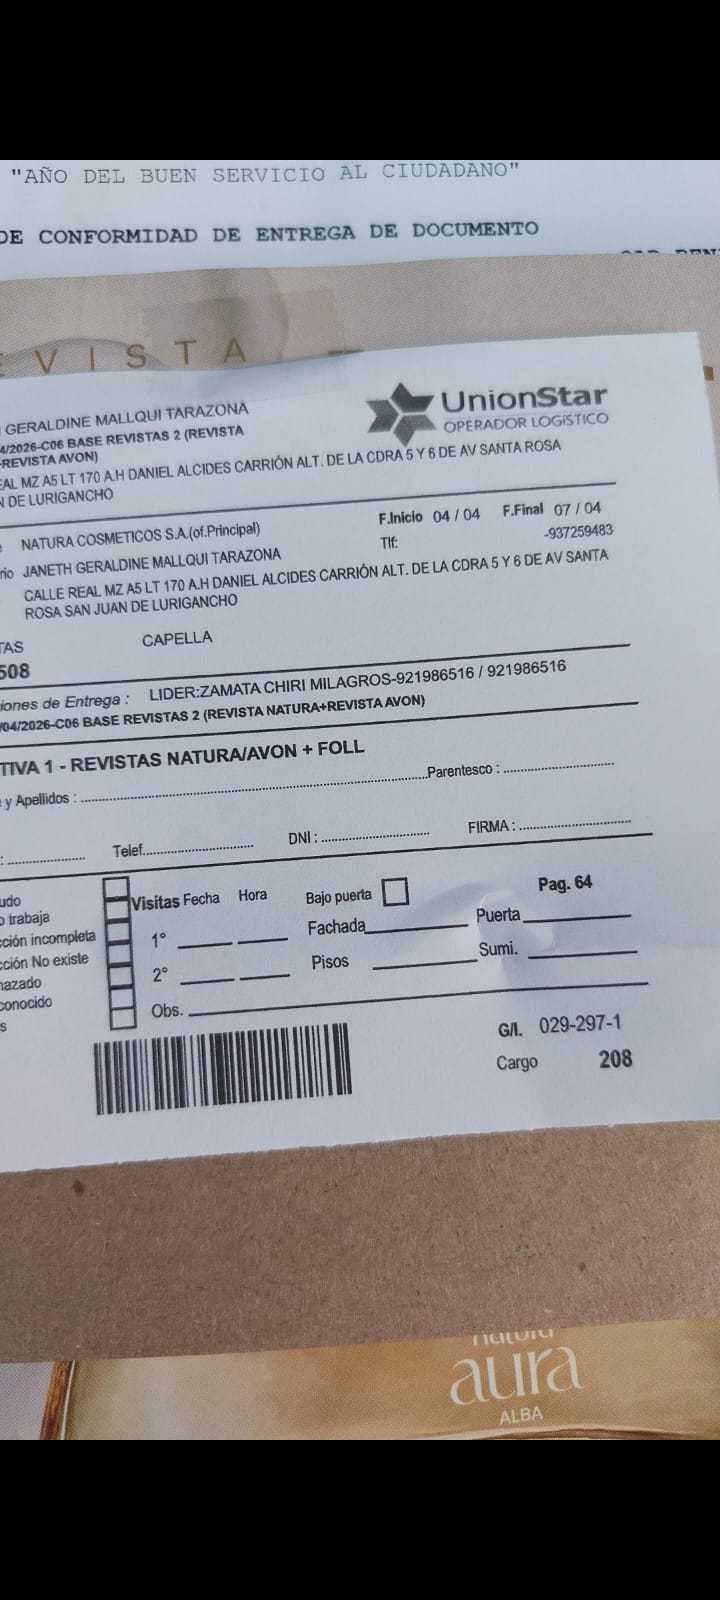 "AÑO DEL BUEN SERVICIO AL CIUDADANO"
DE CONFORMIDAD DE ENTREGA DE DOCUMENTO
EVISTA
GERALDINE MALLQUI TARAZONA
4/2026-C06 BASE REVISTAS 2 (REVISTA
+REVISTA AVON)
UnionStar
OPERADOR LOGÍSTICO
EAL MZ A5 LT 170 A.H DANIEL ALCIDES CARRIÓN ALT. DE LA CDRA 5 Y 6 DE AV SANTA ROSA
N DE LURIGANCHO
NATURA COSMETICOS S.A.(of.Principal)
F.Inicio 04 / 04 F.Final 07 / 04
rio JANETH GERALDINE MALLQUI TARAZONA
Tlf: -937259483
CALLE REAL MZ A5 LT 170 A.H DANIEL ALCIDES CARRIÓN ALT. DE LA CDRA 5 Y 6 DE AV SANTA
ROSA SAN JUAN DE LURIGANCHO
TAS CAPELLA
508
iones de Entrega : LIDER:ZAMATA CHIRI MILAGROS-921986516 / 921986516
/04/2026-C06 BASE REVISTAS 2 (REVISTA NATURA+REVISTA AVON)
TIVA 1 - REVISTAS NATURA/AVON + FOLL
y Apellidos : Parentesco :
: Telef. DNI : FIRMA :
udo
o trabaja
cción incompleta
cción No existe
hazado
conocido
s
Visitas Fecha Hora Bajo puerta Pag. 64
1° Fachada Puerta
2° Pisos Sumi.
Obs.
G/I. 029-297-1
Cargo 208
natura
aura
ALBA